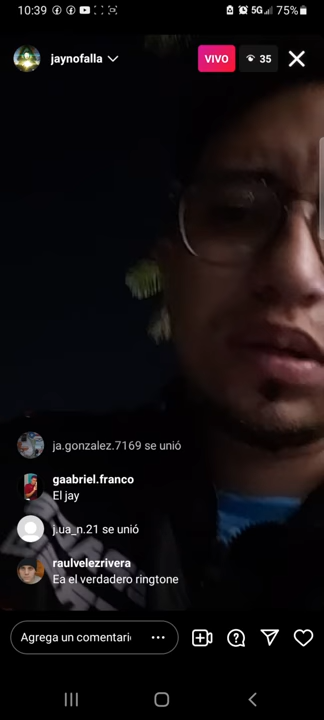 10:39
5G
75%
jaynofalla
VIVO
35
ja.gonzalez.7169 se unió
gaabriel.franco
El jay
j.ua_n.21 se unió
raulvelezrivera
Ea el verdadero ringtone
Agrega un comentari